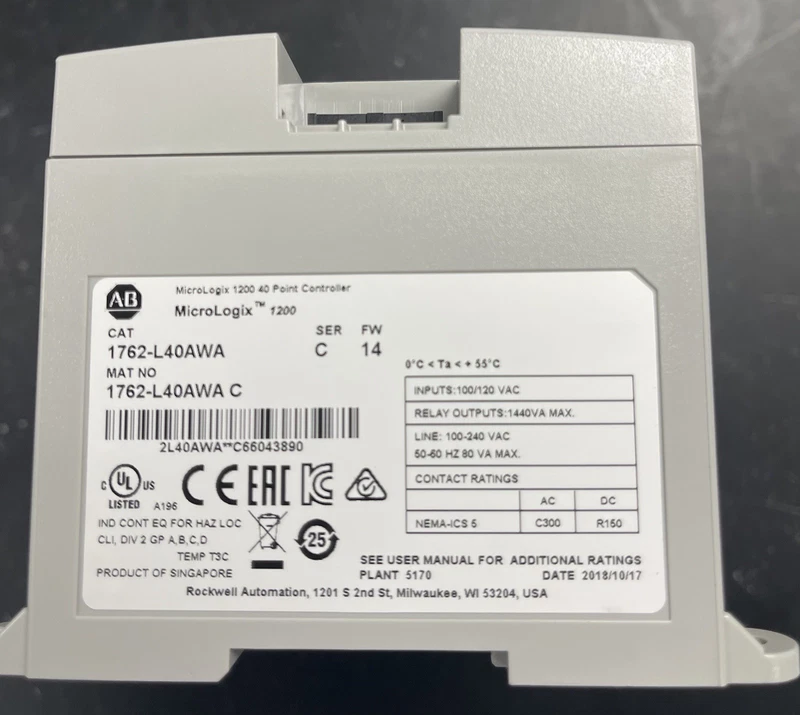 AB
MicroLogix 1200 40 Point Controller
MicroLogix™ 1200
CAT SER FW
1762-L40AWA C 14
MAT NO
1762-L40AWA C
2L40AWA**C66043890
0°C < Ta < + 55°C
INPUTS:100/120 VAC
RELAY OUTPUTS:1440VA MAX.
LINE: 100-240 VAC
50-60 HZ 80 VA MAX.
CONTACT RATINGS
AC DC
NEMA-ICS 5 C300 R150
C UL US
LISTED A196
CE EAC KC
IND CONT EQ FOR HAZ LOC
CLI, DIV 2 GP A,B,C,D
TEMP T3C
25
PRODUCT OF SINGAPORE
SEE USER MANUAL FOR ADDITIONAL RATINGS
PLANT 5170 DATE 2018/10/17
Rockwell Automation, 1201 S 2nd St, Milwaukee, WI 53204, USA